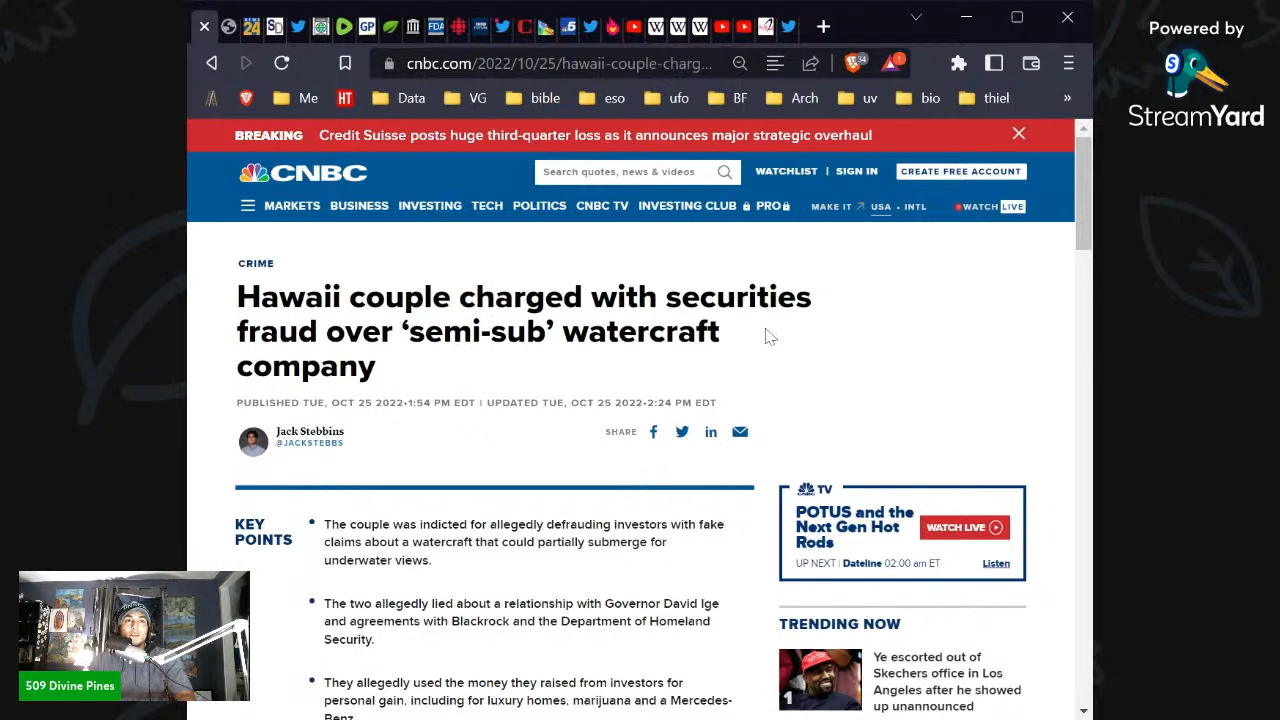 Powered by
StreamYard
24
SD
GP
FDA
5
cnbc.com/2022/10/25/hawaii-couple-charg...
34
1
Me
HT
Data
VG
bible
eso
ufo
BF
Arch
uv
bio
thiel
»
BREAKING Credit Suisse posts huge third-quarter loss as it announces major strategic overhaul
CNBC
Search quotes, news & videos
WATCHLIST | SIGN IN
CREATE FREE ACCOUNT
MARKETS BUSINESS INVESTING TECH POLITICS CNBC TV INVESTING CLUB PRO MAKE IT USA • INTL WATCH LIVE
CRIME
Hawaii couple charged with securities
fraud over ‘semi-sub’ watercraft
company
PUBLISHED TUE, OCT 25 2022•1:54 PM EDT | UPDATED TUE, OCT 25 2022•2:24 PM EDT
Jack Stebbins
@JACKSTEBBS
SHARE
KEY
POINTS
The couple was indicted for allegedly defrauding investors with fake
claims about a watercraft that could partially submerge for
underwater views.
The two allegedly lied about a relationship with Governor David Ige
and agreements with Blackrock and the Department of Homeland
Security.
They allegedly used the money they raised from investors for
personal gain, including for luxury homes, marijuana and a Mercedes-
Benz.
TV
POTUS and the
Next Gen Hot
Rods
WATCH LIVE
UP NEXT | Dateline 02:00 am ET
Listen
TRENDING NOW
1
Ye escorted out of
Skechers office in Los
Angeles after he showed
up unannounced
509 Divine Pines